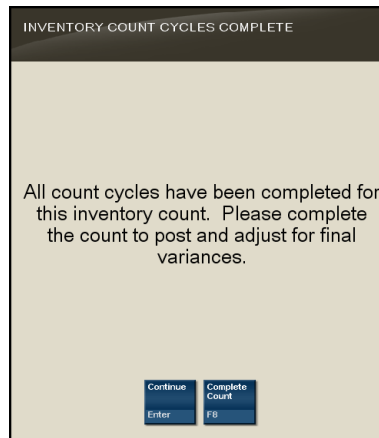 INVENTORY COUNT CYCLES COMPLETE
All count cycles have been completed for
this inventory count. Please complete
the count to post and adjust for final
variances.
Continue
Enter
Complete
Count
F8